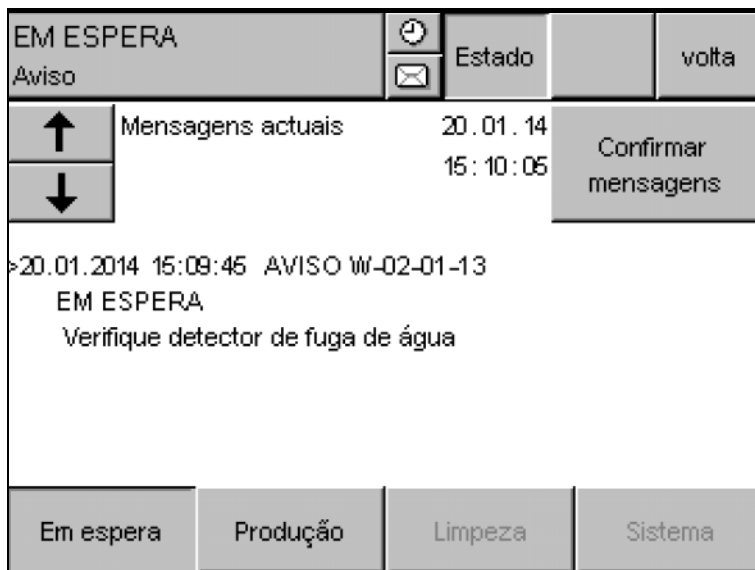 EM ESPERA
Aviso
Estado
volta
Mensagens actuais
20.01.14
15:10:05
Confirmar
mensagens
>20.01.2014 15:09:45 AVISO W-02-01-13
EM ESPERA
Verifique detector de fuga de água
Em espera
Produção
Limpeza
Sistema